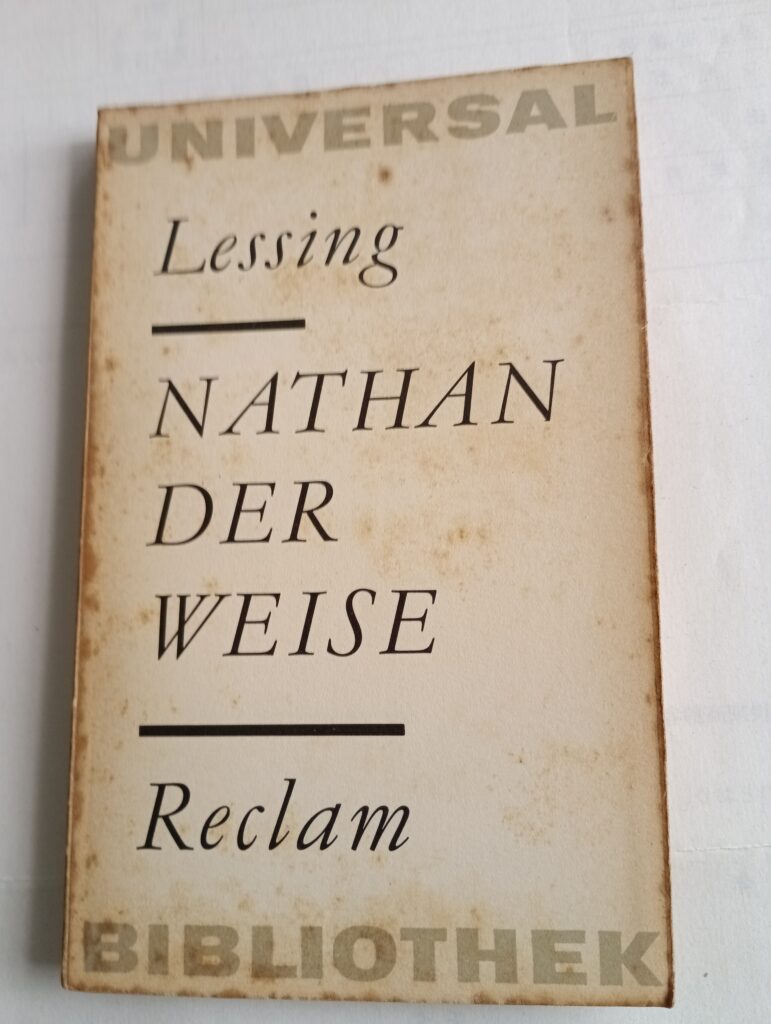 UNIVERSAL
Lessing
NATHAN
DER
WEISE
Reclam
BIBLIOTHEK